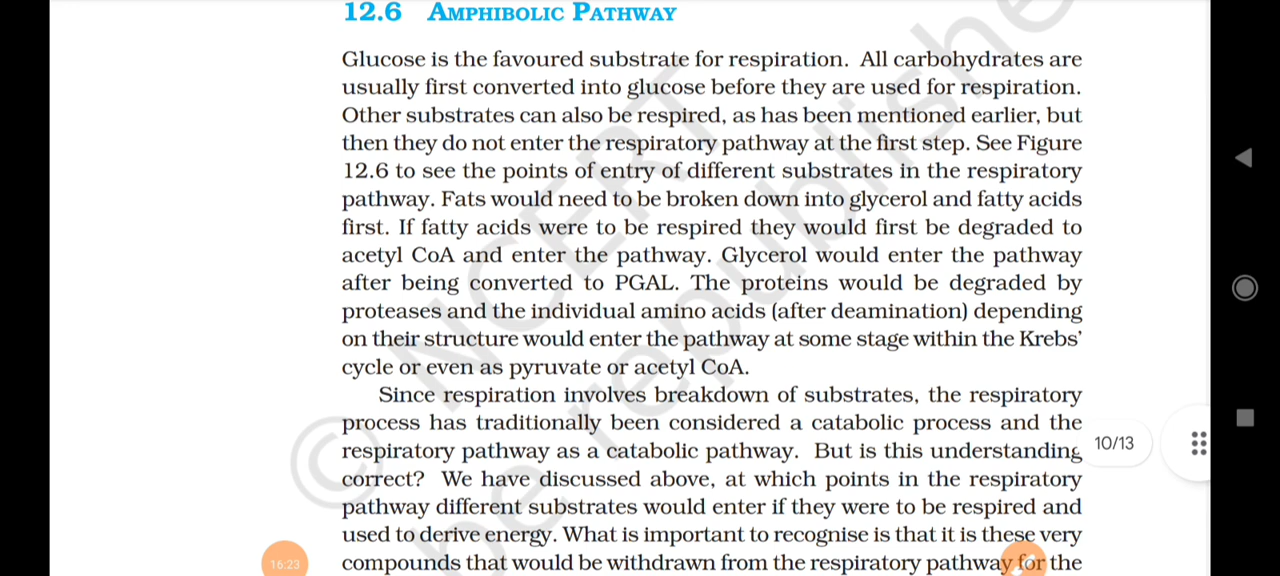 12.6 AMPHIBOLIC PATHWAY
Glucose is the favoured substrate for respiration. All carbohydrates are
usually first converted into glucose before they are used for respiration.
Other substrates can also be respired, as has been mentioned earlier, but
then they do not enter the respiratory pathway at the first step. See Figure
12.6 to see the points of entry of different substrates in the respiratory
pathway. Fats would need to be broken down into glycerol and fatty acids
first. If fatty acids were to be respired they would first be degraded to
acetyl CoA and enter the pathway. Glycerol would enter the pathway
after being converted to PGAL. The proteins would be degraded by
proteases and the individual amino acids (after deamination) depending
on their structure would enter the pathway at some stage within the Krebs’
cycle or even as pyruvate or acetyl CoA.
Since respiration involves breakdown of substrates, the respiratory
process has traditionally been considered a catabolic process and the
respiratory pathway as a catabolic pathway. But is this understanding
correct? We have discussed above, at which points in the respiratory
pathway different substrates would enter if they were to be respired and
used to derive energy. What is important to recognise is that it is these very
compounds that would be withdrawn from the respiratory pathway for the
10/13
16:23
© NCERT
be republishe